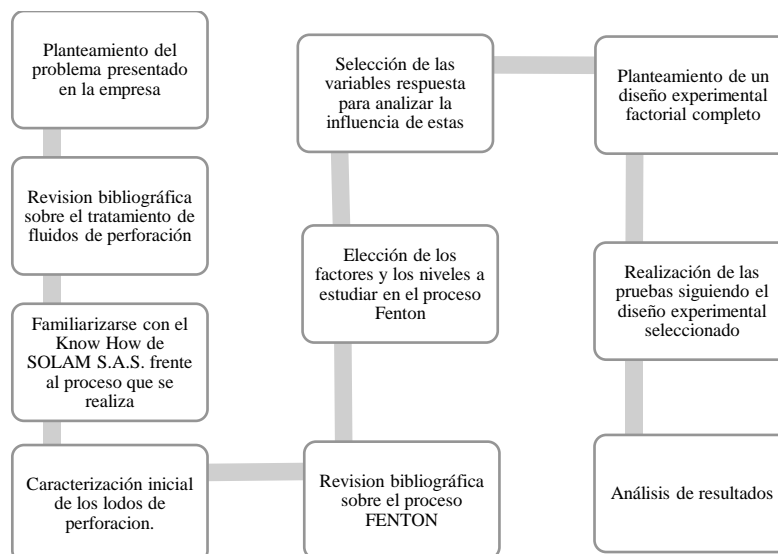 Planteamiento del
problema presentado
en la empresa
Revision bibliográfica
sobre el tratamiento de
fluidos de perforación
Familiarizarse con el
Know How de
SOLAM S.A.S. frente
al proceso que se
realiza
Caracterización inicial
de los lodos de
perforacion.
Revision bibliográfica
sobre el proceso
FENTON
Elección de los
factores y los niveles a
estudiar en el proceso
Fenton
Selección de las
variables respuesta
para analizar la
influencia de estas
Planteamiento de un
diseño experimental
factorial completo
Realización de las
pruebas siguiendo el
diseño experimental
seleccionado
Análisis de resultados